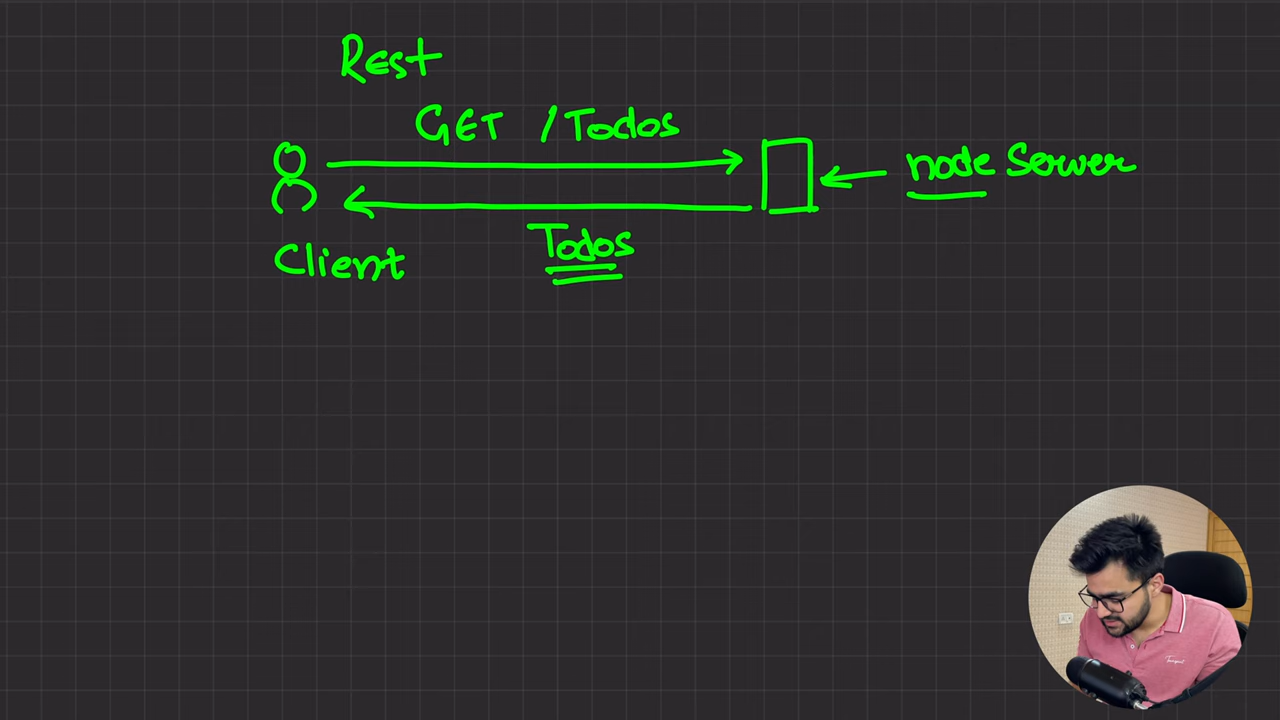 Rest
GET /Todos
node Server
Todos
Client